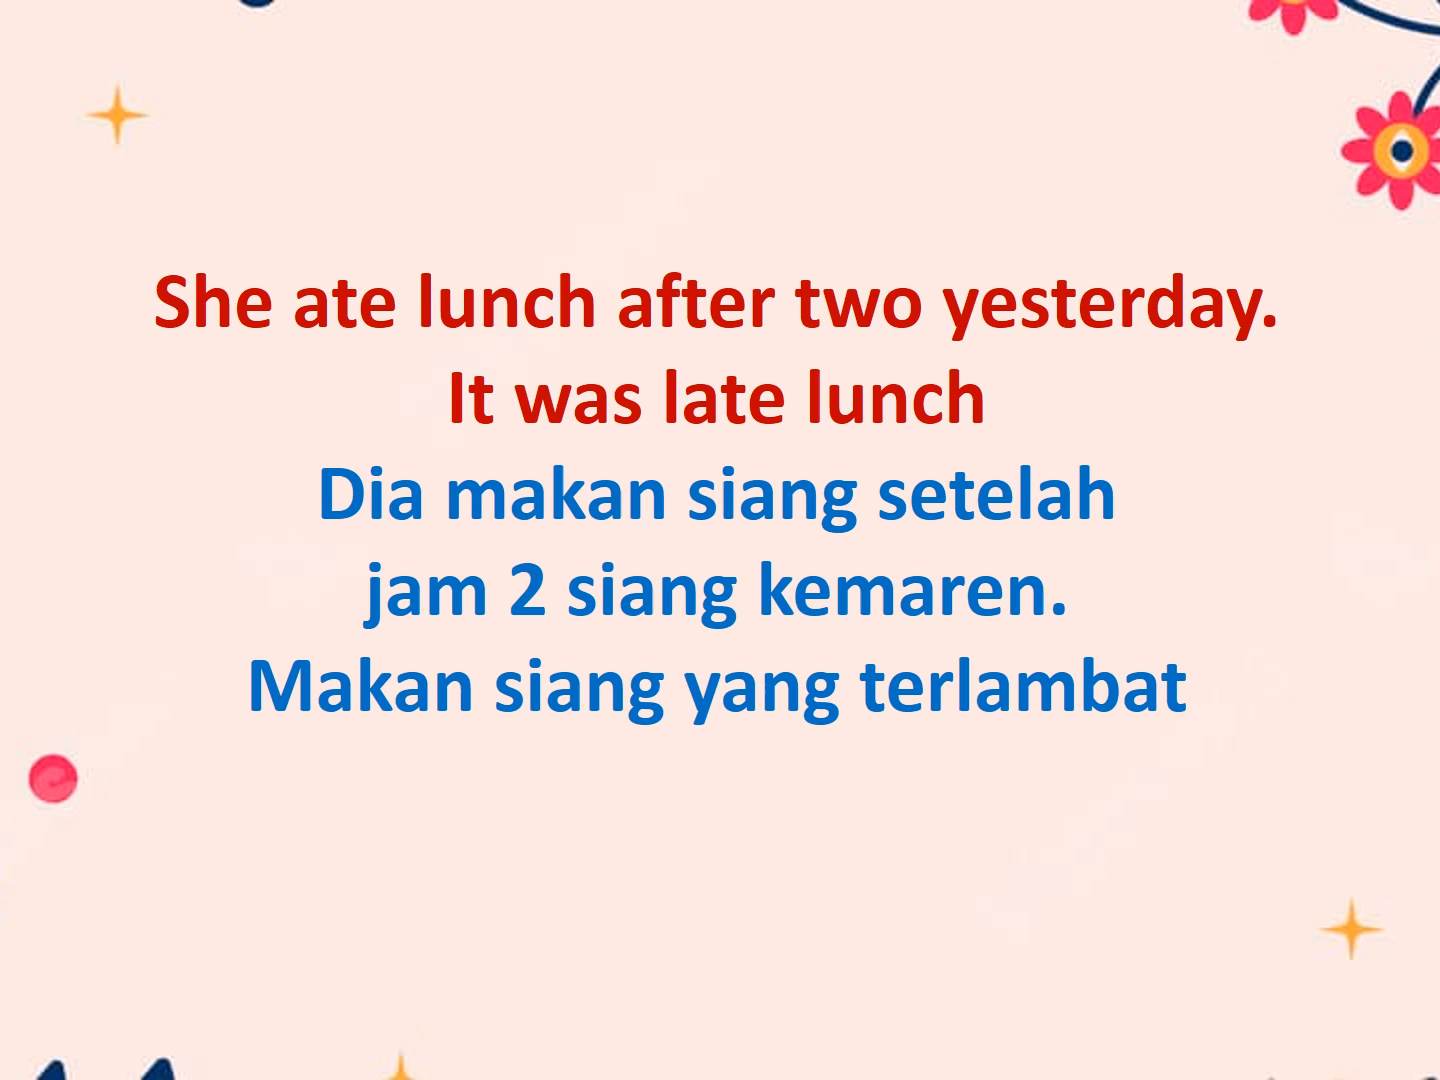 She ate lunch after two yesterday.
It was late lunch
Dia makan siang setelah
jam 2 siang kemaren.
Makan siang yang terlambat